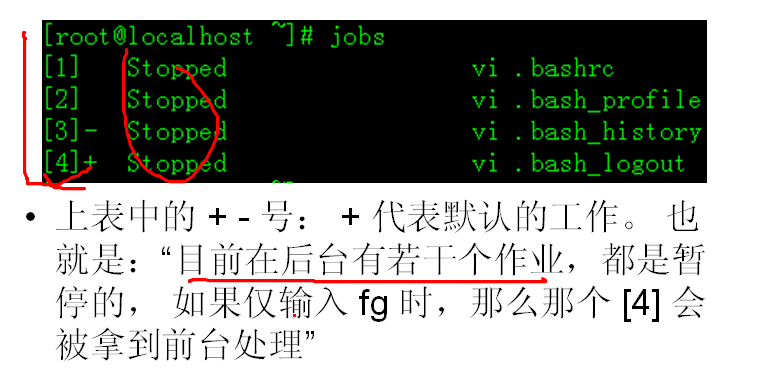 [root@localhost ~]# jobs
[1] Stopped vi .bashrc
[2] Stopped vi .bash_profile
[3]- Stopped vi .bash_history
[4]+ Stopped vi .bash_logout
• 上表中的 + - 号： + 代表默认的工作。 也
就是：“目前在后台有若干个作业，都是暂
停的， 如果仅输入 fg 时，那么那个 [4] 会
被拿到前台处理”